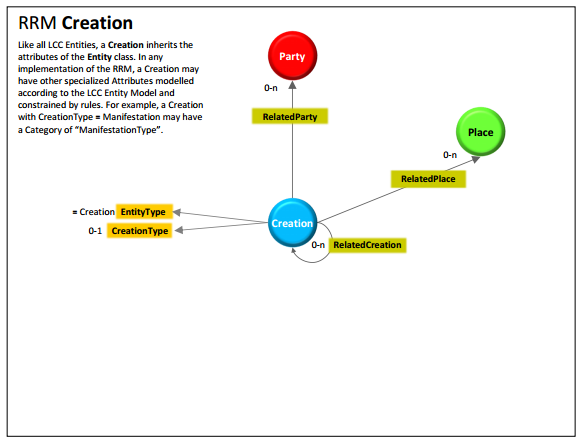 RRM Creation
Like all LCC Entities, a Creation inherits the
attributes of the Entity class. In any
implementation of the RRM, a Creation may
have other specialized Attributes modelled
according to the LCC Entity Model and
constrained by rules. For example, a Creation
with CreationType = Manifestation may have
a Category of “ManifestationType”.
Party
0-n
RelatedParty
Place
0-n
RelatedPlace
= Creation EntityType
0-1 CreationType
Creation
0-n RelatedCreation